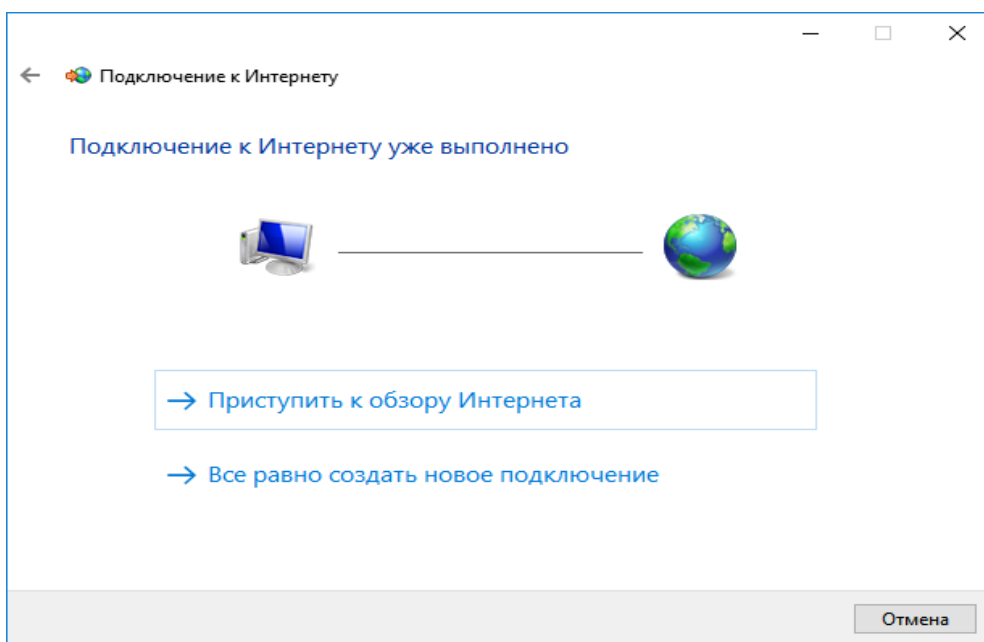 Подключение к Интернету
Подключение к Интернету уже выполнено
Приступить к обзору Интернета
Все равно создать новое подключение
Отмена